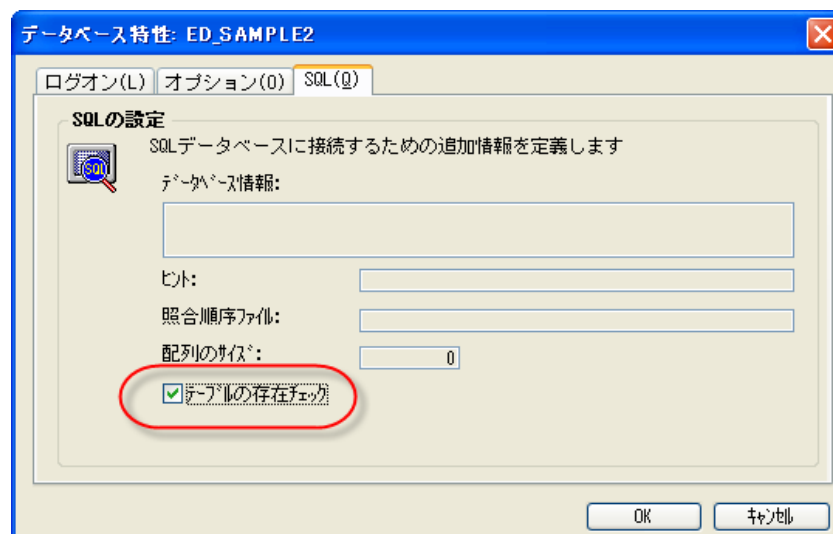 データベース特性: ED_SAMPLE2
ログオン(L) オプション(O) SQL(Q)
SQLの設定
SQL
SQLデータベースに接続するための追加情報を定義します
ﾃﾞｰﾀﾍﾞｰｽ情報:
ﾋﾝﾄ:
照合順序ﾌｧｲﾙ:
配列のｻｲｽﾞ: 0
ﾃｰﾌﾞﾙの存在ﾁｪｯｸ
OK ｷｬﾝｾﾙ